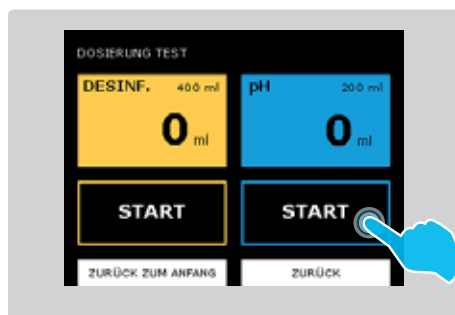 DOSIERUNG TEST
DESINF. 400 ml
0 ml
pH 200 ml
0 ml
START
START
ZURÜCK ZUM ANFANG
ZURÜCK